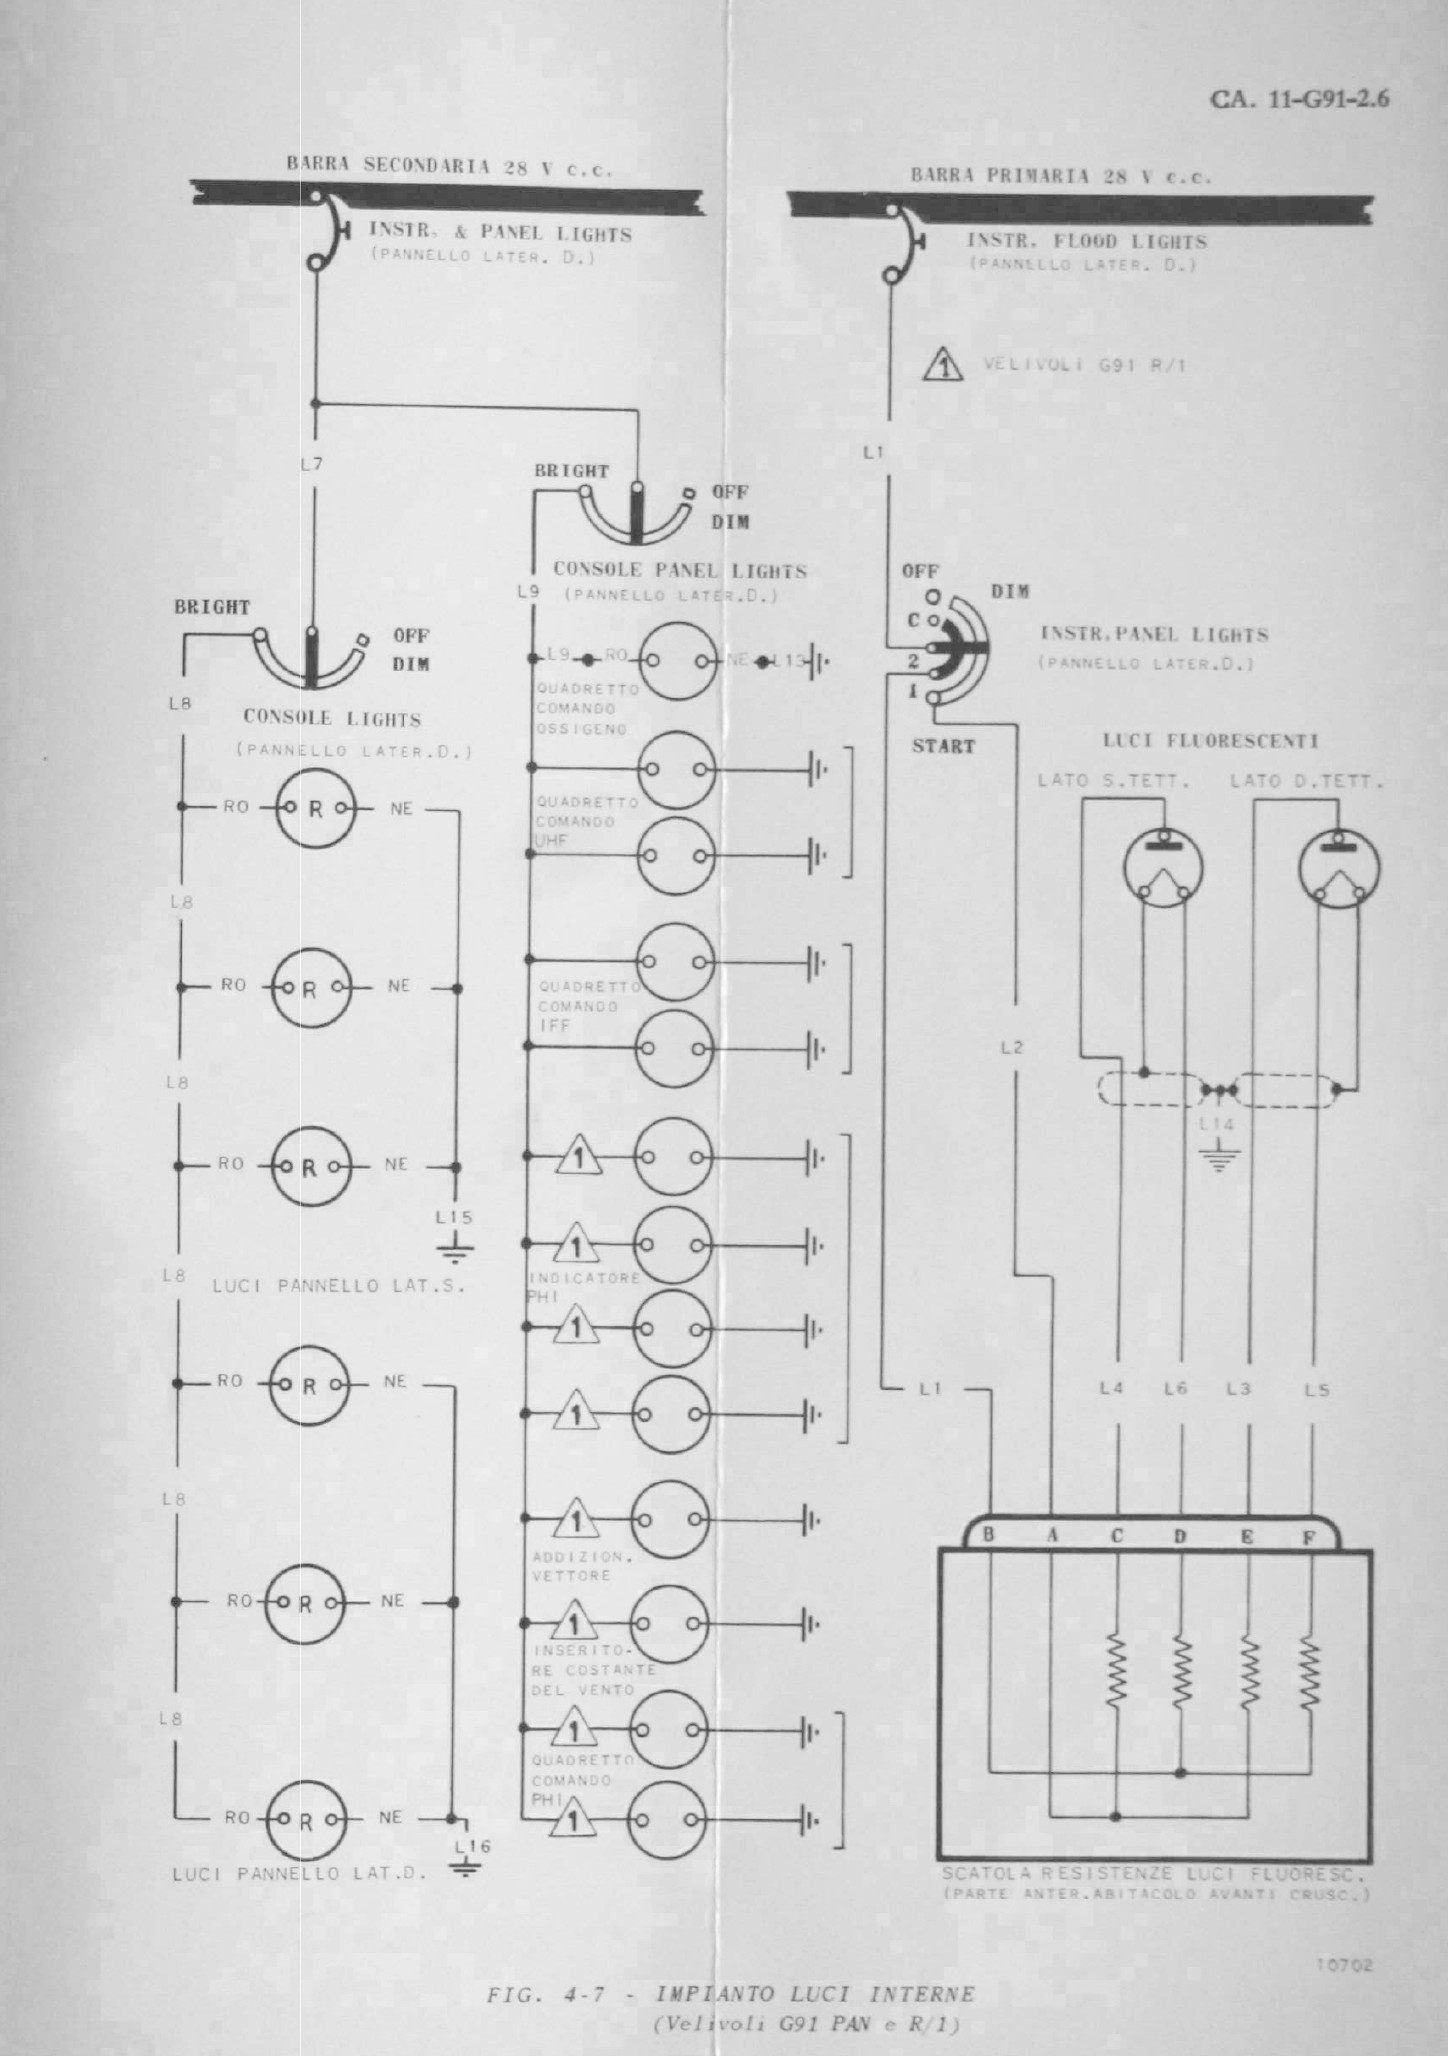 CA. 11-G91-2.6
BARRA SECONDARIA 28 V c.c.
INSTR. & PANEL LIGHTS
(PANNELLO LATER. D.)
L7
BRIGHT
OFF
DIM
CONSOLE LIGHTS
(PANNELLO LATER.D.)
L8
RO R NE
L8
RO R NE
L8
RO R NE
L15
L8
LUCI PANNELLO LAT.S.
RO R NE
L8
RO R NE
L8
RO R NE
L16
LUCI PANNELLO LAT.D.
BRIGHT
OFF
DIM
CONSOLE PANEL LIGHTS
(PANNELLO LATER.D.)
L9
L9 RO NE L13
QUADRETTO
COMANDO
OSSIGENO
QUADRETTO
COMANDO
UHF
QUADRETTO
COMANDO
IFF
1
1
INDICATORE
PHI
1
1
1
ADDIZION.
VETTORE
1
INSERITO-
RE COSTANTE
DEL VENTO
1
QUADRETTO
COMANDO
PHI
1
BARRA PRIMARIA 28 V c.c.
INSTR. FLOOD LIGHTS
(PANNELLO LATER. D.)
1 VELIVOLI G91 R/1
L1
OFF
DIM
C
2
1
START
INSTR.PANEL LIGHTS
(PANNELLO LATER.D.)
LUCI FLUORESCENTI
LATO S.TETT. LATO D.TETT.
L2
L14
L1 L4 L6 L3 L5
B A C D E F
SCATOLA RESISTENZE LUCI FLUORESC.
(PARTE ANTER.ABITACOLO AVANTI CRUSC.)
10702
FIG. 4-7 - IMPIANTO LUCI INTERNE
(Velivoli G91 PAN e R/1)